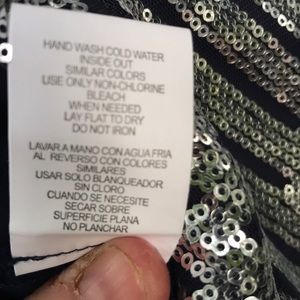 HAND WASH COLD WATER
INSIDE OUT
SIMILAR COLORS
USE ONLY NON-CHLORINE
BLEACH
WHEN NEEDED
LAY FLAT TO DRY
DO NOT IRON
LAVAR A MANO CON AGUA FRIA
AL REVERSO CON COLORES
SIMILARES
USAR SOLO BLANQUEADOR
SIN CLORO
CUANDO SE NECESITE
SECAR SOBRE
SUPERFICIE PLANA
NO PLANCHAR